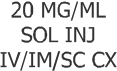 20 MG/ML
SOL INJ
IV/IM/SC CX